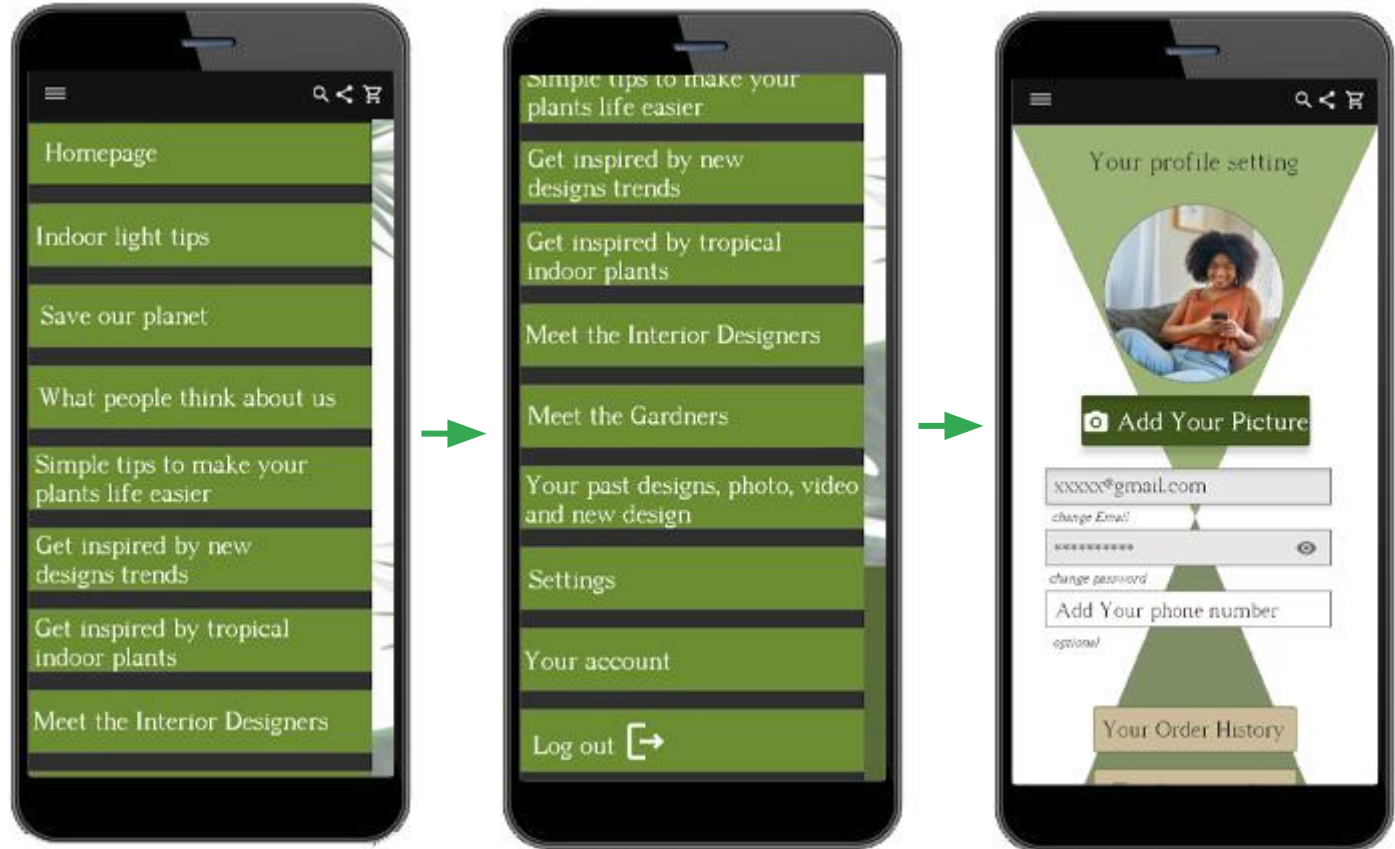 Homepage
Indoor light tips
Save our planet
What people think about us
Simple tips to make your
plants life easier
Get inspired by new
designs trends
Get inspired by tropical
indoor plants
Meet the Interior Designers
Simple tips to make your
plants life easier
Get inspired by new
designs trends
Get inspired by tropical
indoor plants
Meet the Interior Designers
Meet the Gardners
Your past designs, photo, video
and new design
Settings
Your account
Log out
Your profile setting
Add Your Picture
xxxxx*gmail.com
change Email
**********
change password
Add Your phone number
optional
Your Order History